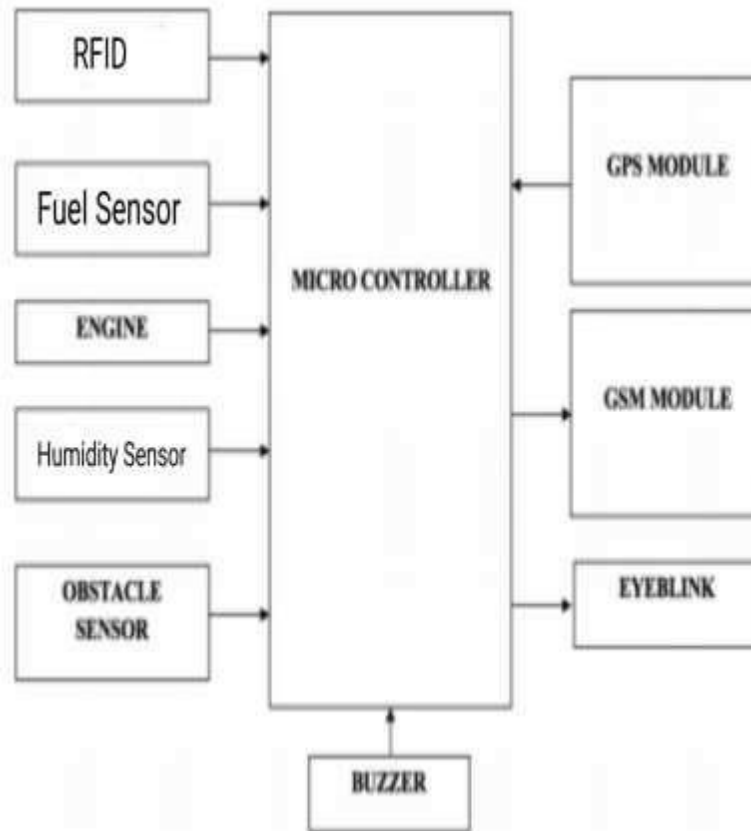 RFID
Fuel Sensor
ENGINE
Humidity Sensor
OBSTACLE
SENSOR
MICRO CONTROLLER
GPS MODULE
GSM MODULE
EYEBLINK
BUZZER